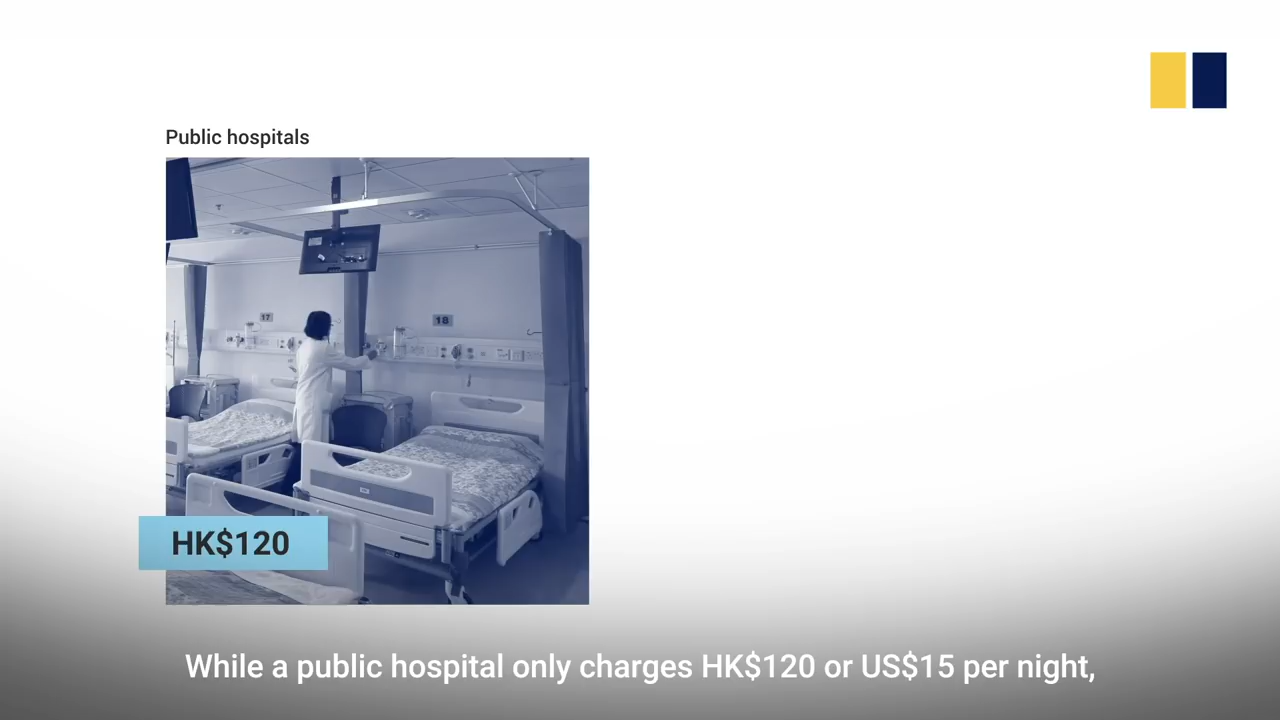 Public hospitals
17
18
HK$120
While a public hospital only charges HK$120 or US$15 per night,